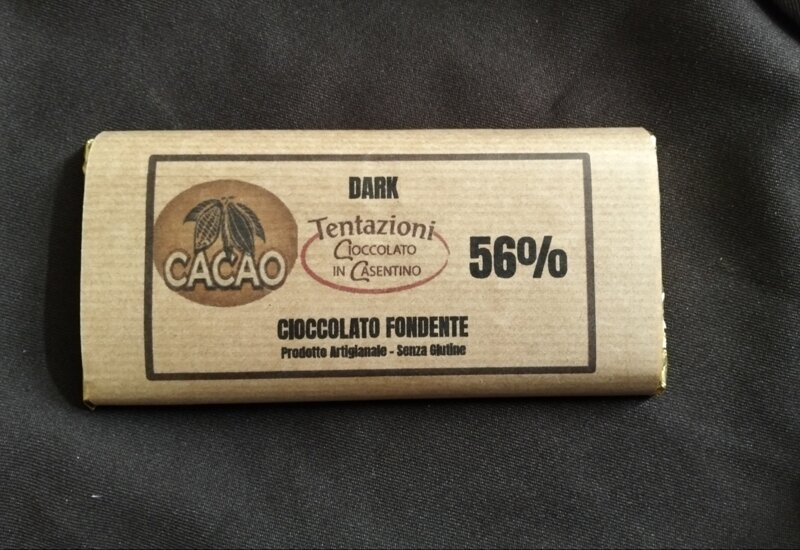 DARK
CACAO
Tentazioni
CIOCCOLATO
IN CASENTINO
56%
CIOCCOLATO FONDENTE
Prodotto Artigianale - Senza Glutine